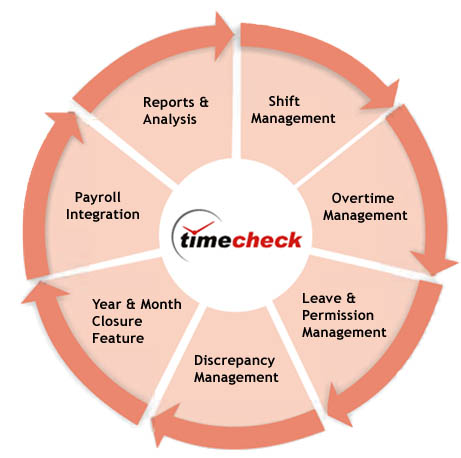 Shift
Management
Overtime
Management
Leave &
Permission
Management
Discrepancy
Management
Year & Month
Closure
Feature
Payroll
Integration
Reports &
Analysis
timecheck